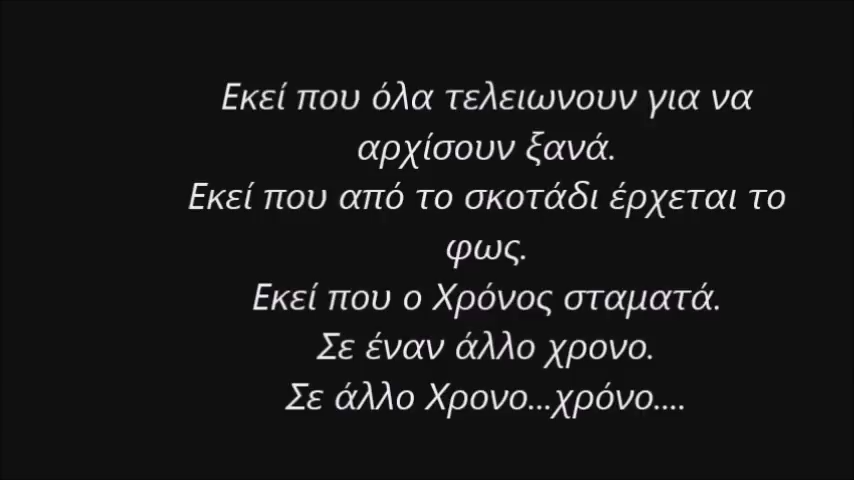 Εκεί που όλα τελειωνουν για να
αρχίσουν ξανά.
Εκεί που από το σκοτάδι έρχεται το
φως.
Εκεί που ο Χρόνος σταματά.
Σε έναν άλλο χρονο.
Σε άλλο Χρονο...χρόνο....